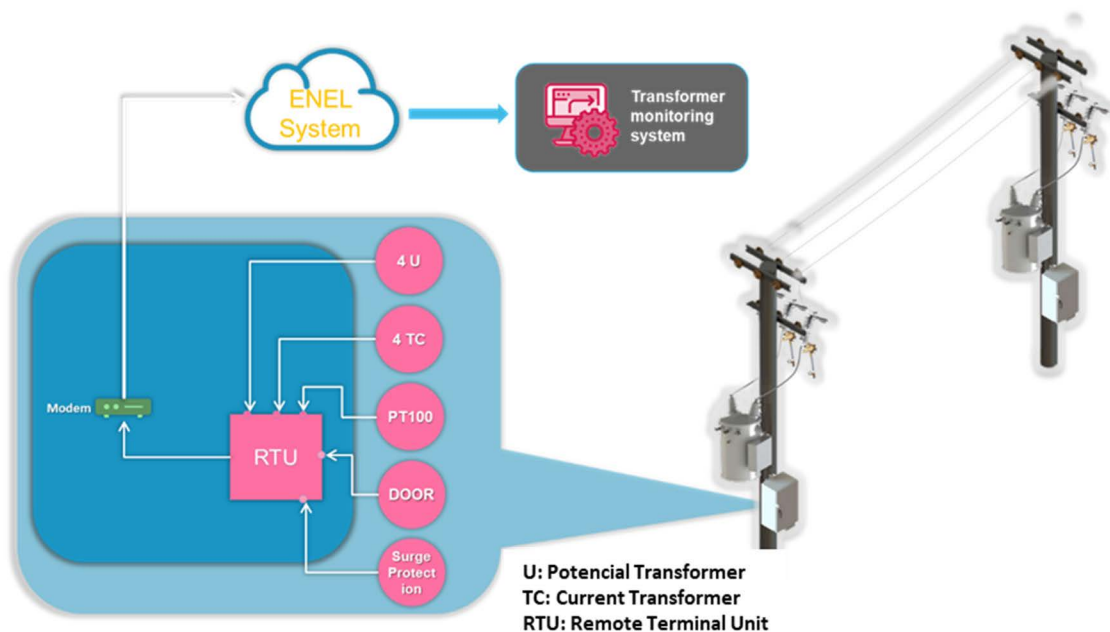 ENEL
System
Transformer
monitoring
system
4 U
4 TC
PT100
DOOR
Surge
Protect
ion
Modem
RTU
U: Potencial Transformer
TC: Current Transformer
RTU: Remote Terminal Unit